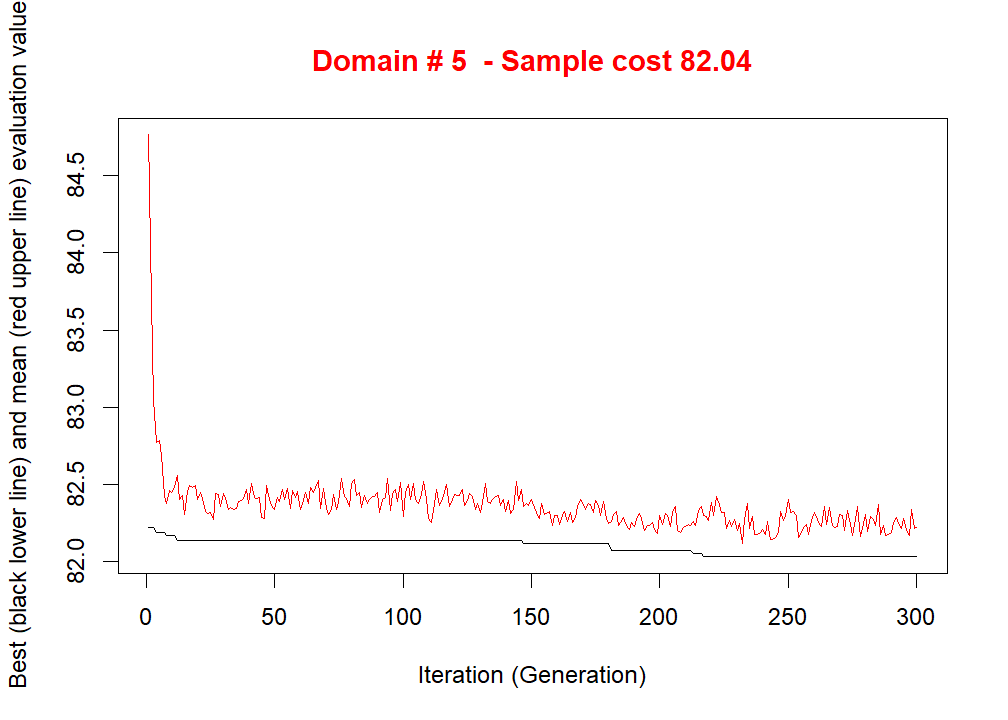 Domain # 5  - Sample cost 82.04
Best (black lower line) and mean (red upper line) evaluation value
84.5
84.0
83.5
83.0
82.5
82.0
0 50 100 150 200 250 300
Iteration (Generation)